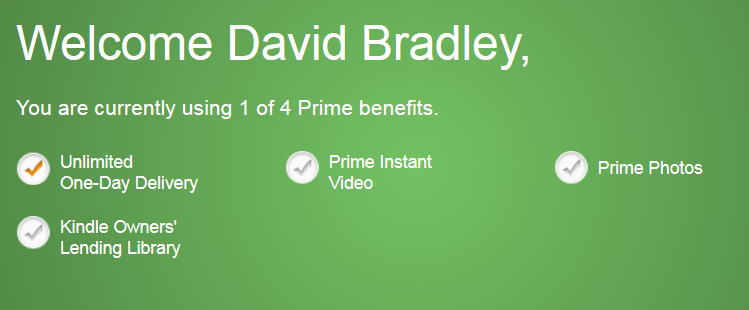 Welcome David Bradley,
You are currently using 1 of 4 Prime benefits.
Unlimited
One-Day Delivery
Prime Instant
Video
Prime Photos
Kindle Owners'
Lending Library